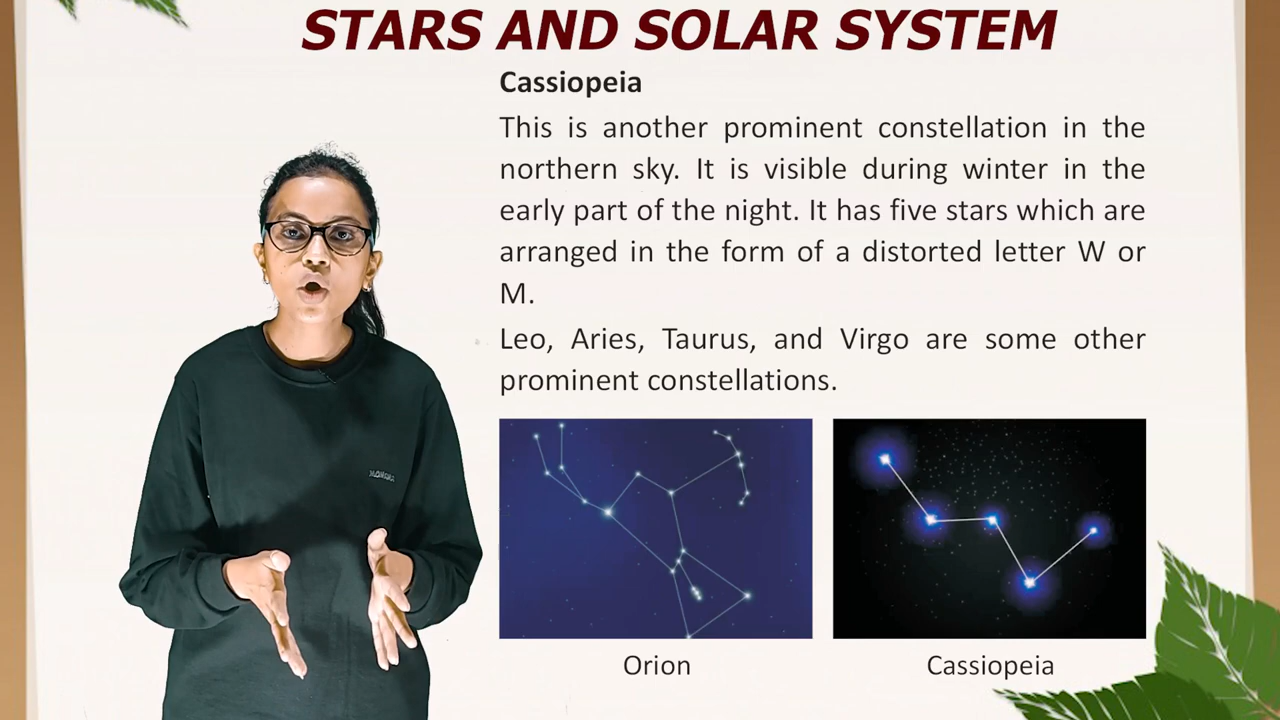 STARS AND SOLAR SYSTEM
Cassiopeia
This is another prominent constellation in the
northern sky. It is visible during winter in the
early part of the night. It has five stars which are
arranged in the form of a distorted letter W or
M.
Leo, Aries, Taurus, and Virgo are some other
prominent constellations.
Orion
Cassiopeia